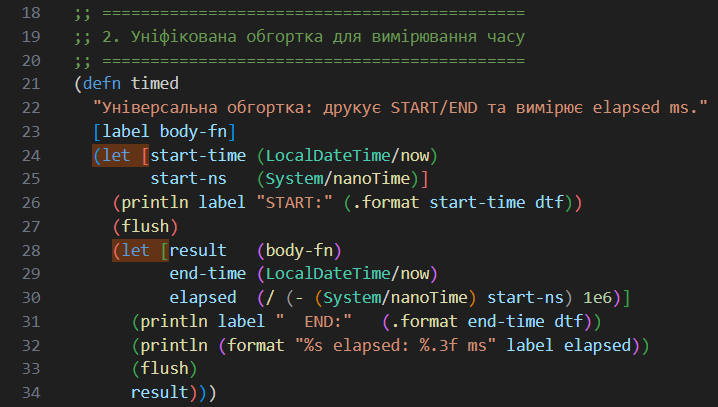 18 ;; ============================================
19 ;; 2. Уніфікована обгортка для вимірювання часу
20 ;; ============================================
21 (defn timed
22   "Універсальна обгортка: друкує START/END та вимірює elapsed ms."
23   [label body-fn]
24   (let [start-time (LocalDateTime/now)
25         start-ns   (System/nanoTime)]
26     (println label "START:" (.format start-time dtf))
27     (flush)
28     (let [result   (body-fn)
29           end-time (LocalDateTime/now)
30           elapsed  (/ (- (System/nanoTime) start-ns) 1e6)]
31       (println label "  END:"   (.format end-time dtf))
32       (println (format "%s elapsed: %.3f ms" label elapsed))
33       (flush)
34       result)))